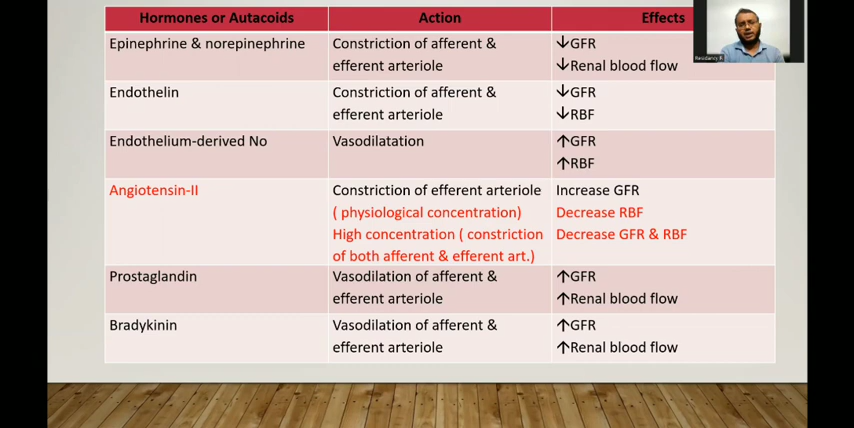 Hormones or Autacoids Action Effects
Epinephrine & norepinephrine Constriction of afferent & ↓GFR
efferent arteriole ↓Renal blood flow
Endothelin Constriction of afferent & ↓GFR
efferent arteriole ↓RBF
Endothelium-derived No Vasodilatation ↑GFR
↑RBF
Angiotensin-II Constriction of efferent arteriole Increase GFR
( physiological concentration) Decrease RBF
High concentration ( constriction Decrease GFR & RBF
of both afferent & efferent art.)
Prostaglandin Vasodilation of afferent & ↑GFR
efferent arteriole ↑Renal blood flow
Bradykinin Vasodilation of afferent & ↑GFR
efferent arteriole ↑Renal blood flow